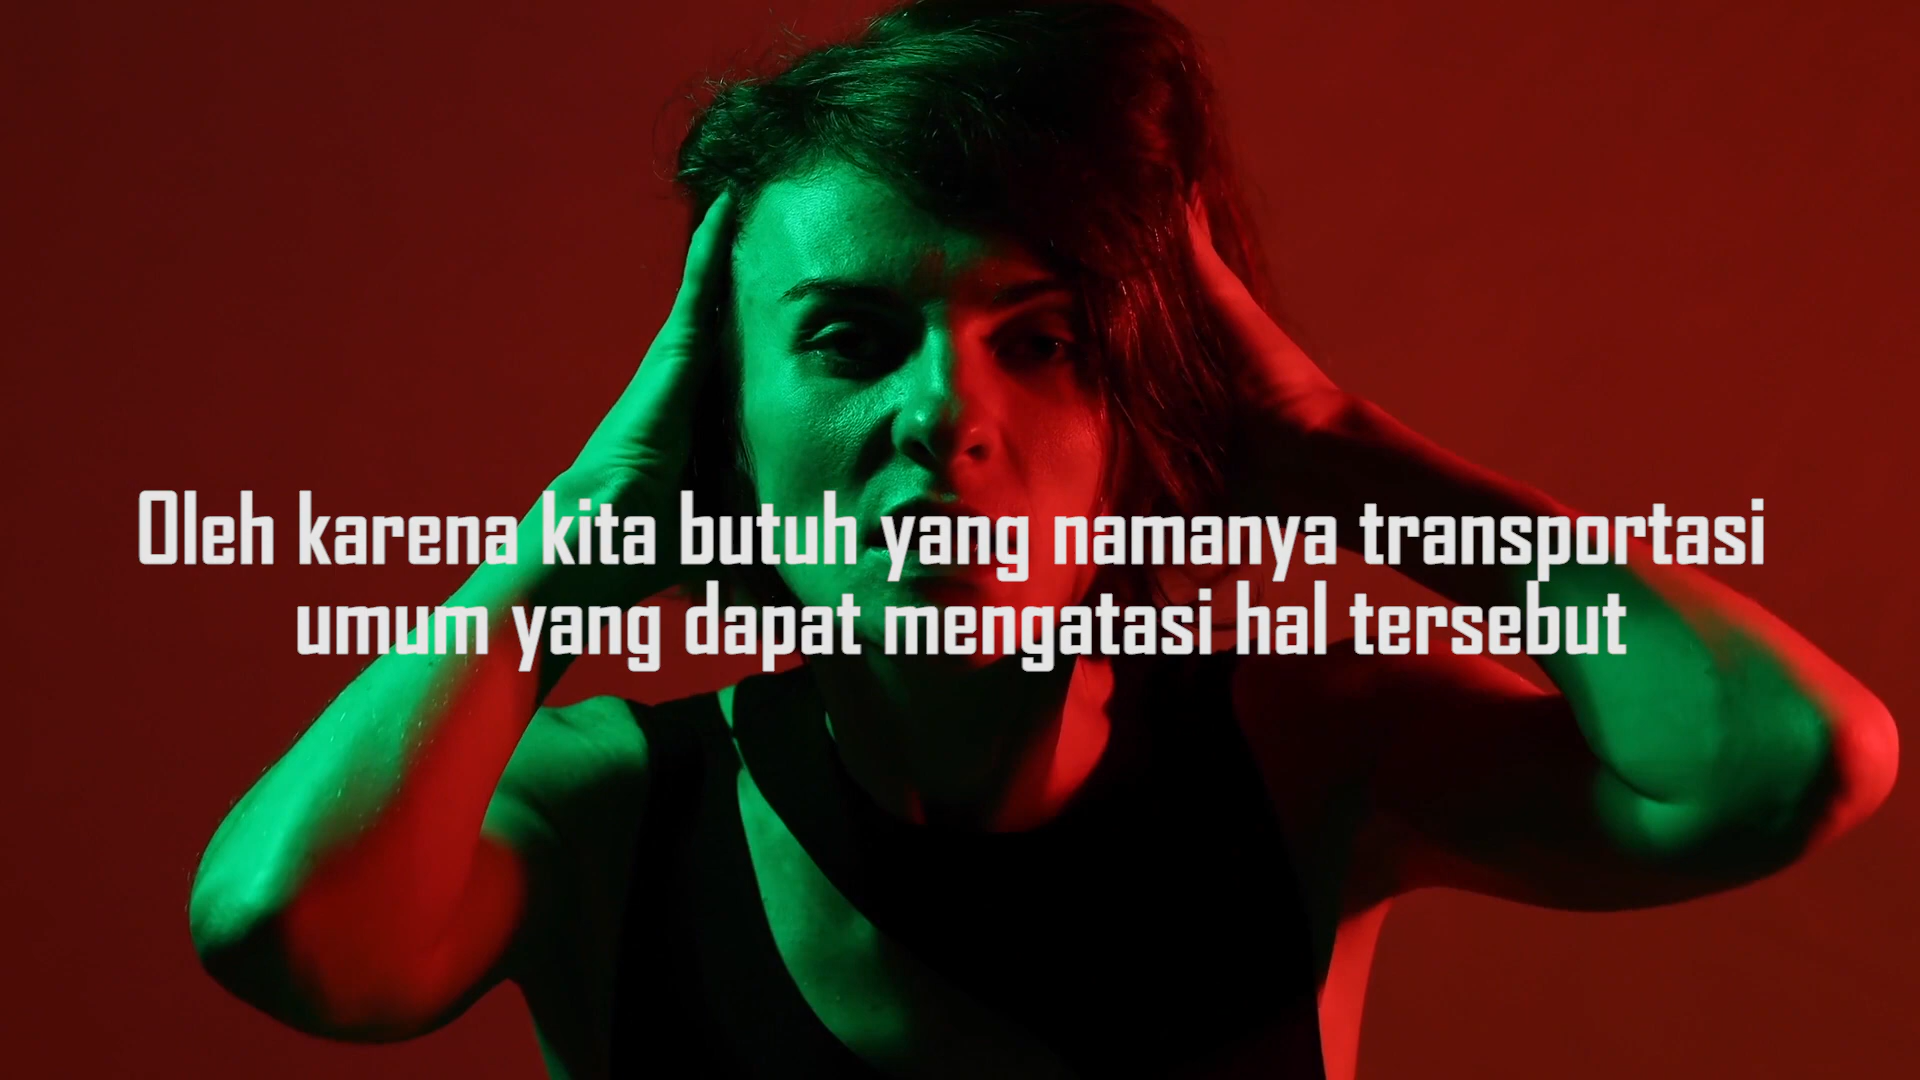 Oleh karena kita butuh yang namanya transportasi
umum yang dapat mengatasi hal tersebut